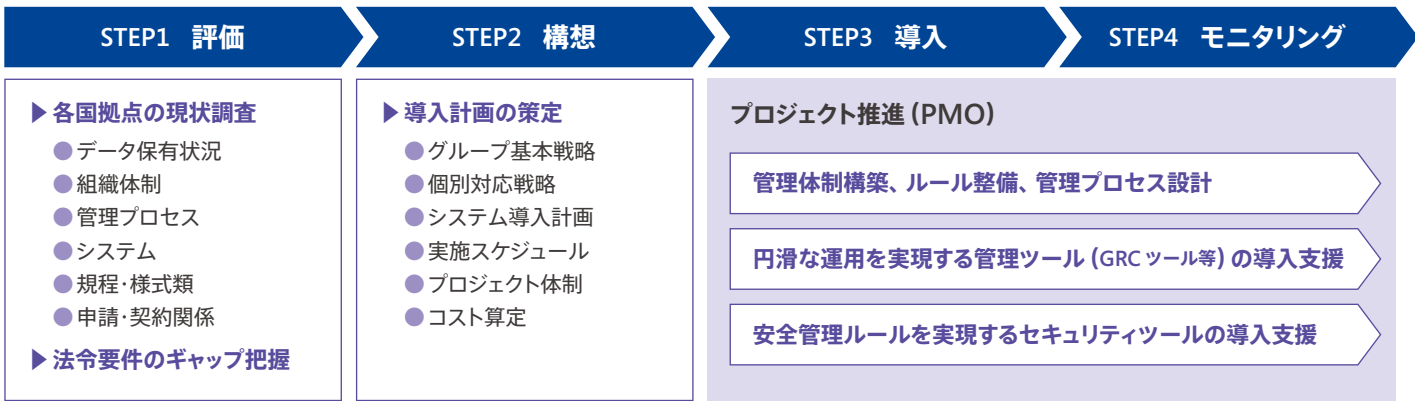 STEP1 評価
STEP2 構想
STEP3 導入
STEP4 モニタリング
▶各国拠点の現状調査
●データ保有状況
●組織体制
●管理プロセス
●システム
●規程・様式類
●申請・契約関係
▶法令要件のギャップ把握
▶導入計画の策定
●グループ基本戦略
●個別対応戦略
●システム導入計画
●実施スケジュール
●プロジェクト体制
●コスト算定
プロジェクト推進(PMO)
管理体制構築、ルール整備、管理プロセス設計
円滑な運用を実現する管理ツール(GRCツール等)の導入支援
安全管理ルールを実現するセキュリティツールの導入支援